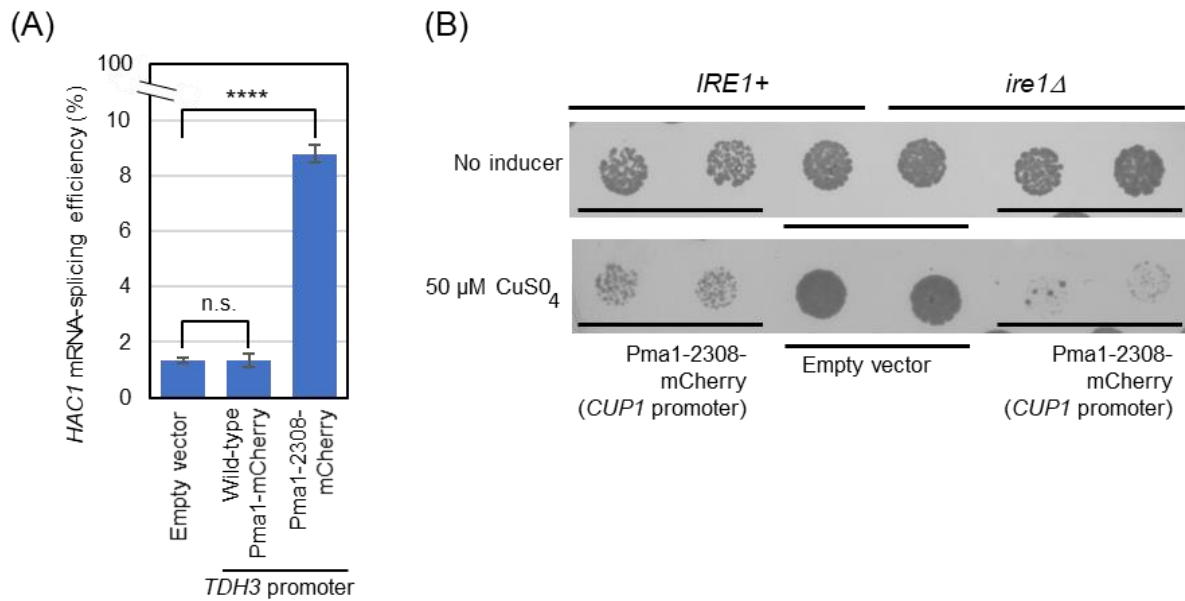 (A)
100
10
8
6
4
2
0
HAC1 mRNA-splicing efficiency (%)
****
n.s.
Empty vector
Wild-type
Pma1-mCherry
Pma1-2308-
mCherry
TDH3 promoter
(B)
IRE1+
ire1Δ
No inducer
50 µM CuS0₄
Pma1-2308-
mCherry
(CUP1 promoter)
Empty vector
Pma1-2308-
mCherry
(CUP1 promoter)